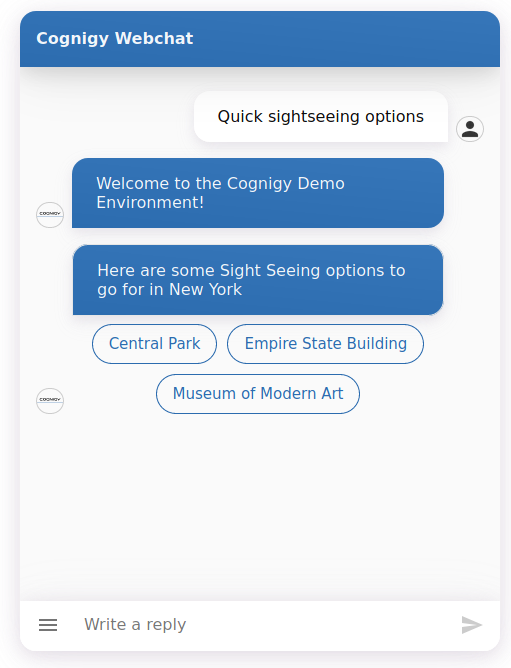 Cognigy Webchat
Quick sightseeing options
Welcome to the Cognigy Demo
Environment!
COGNIGY
Here are some Sight Seeing options to
go for in New York
Central Park
Empire State Building
Museum of Modern Art
COGNIGY
Write a reply